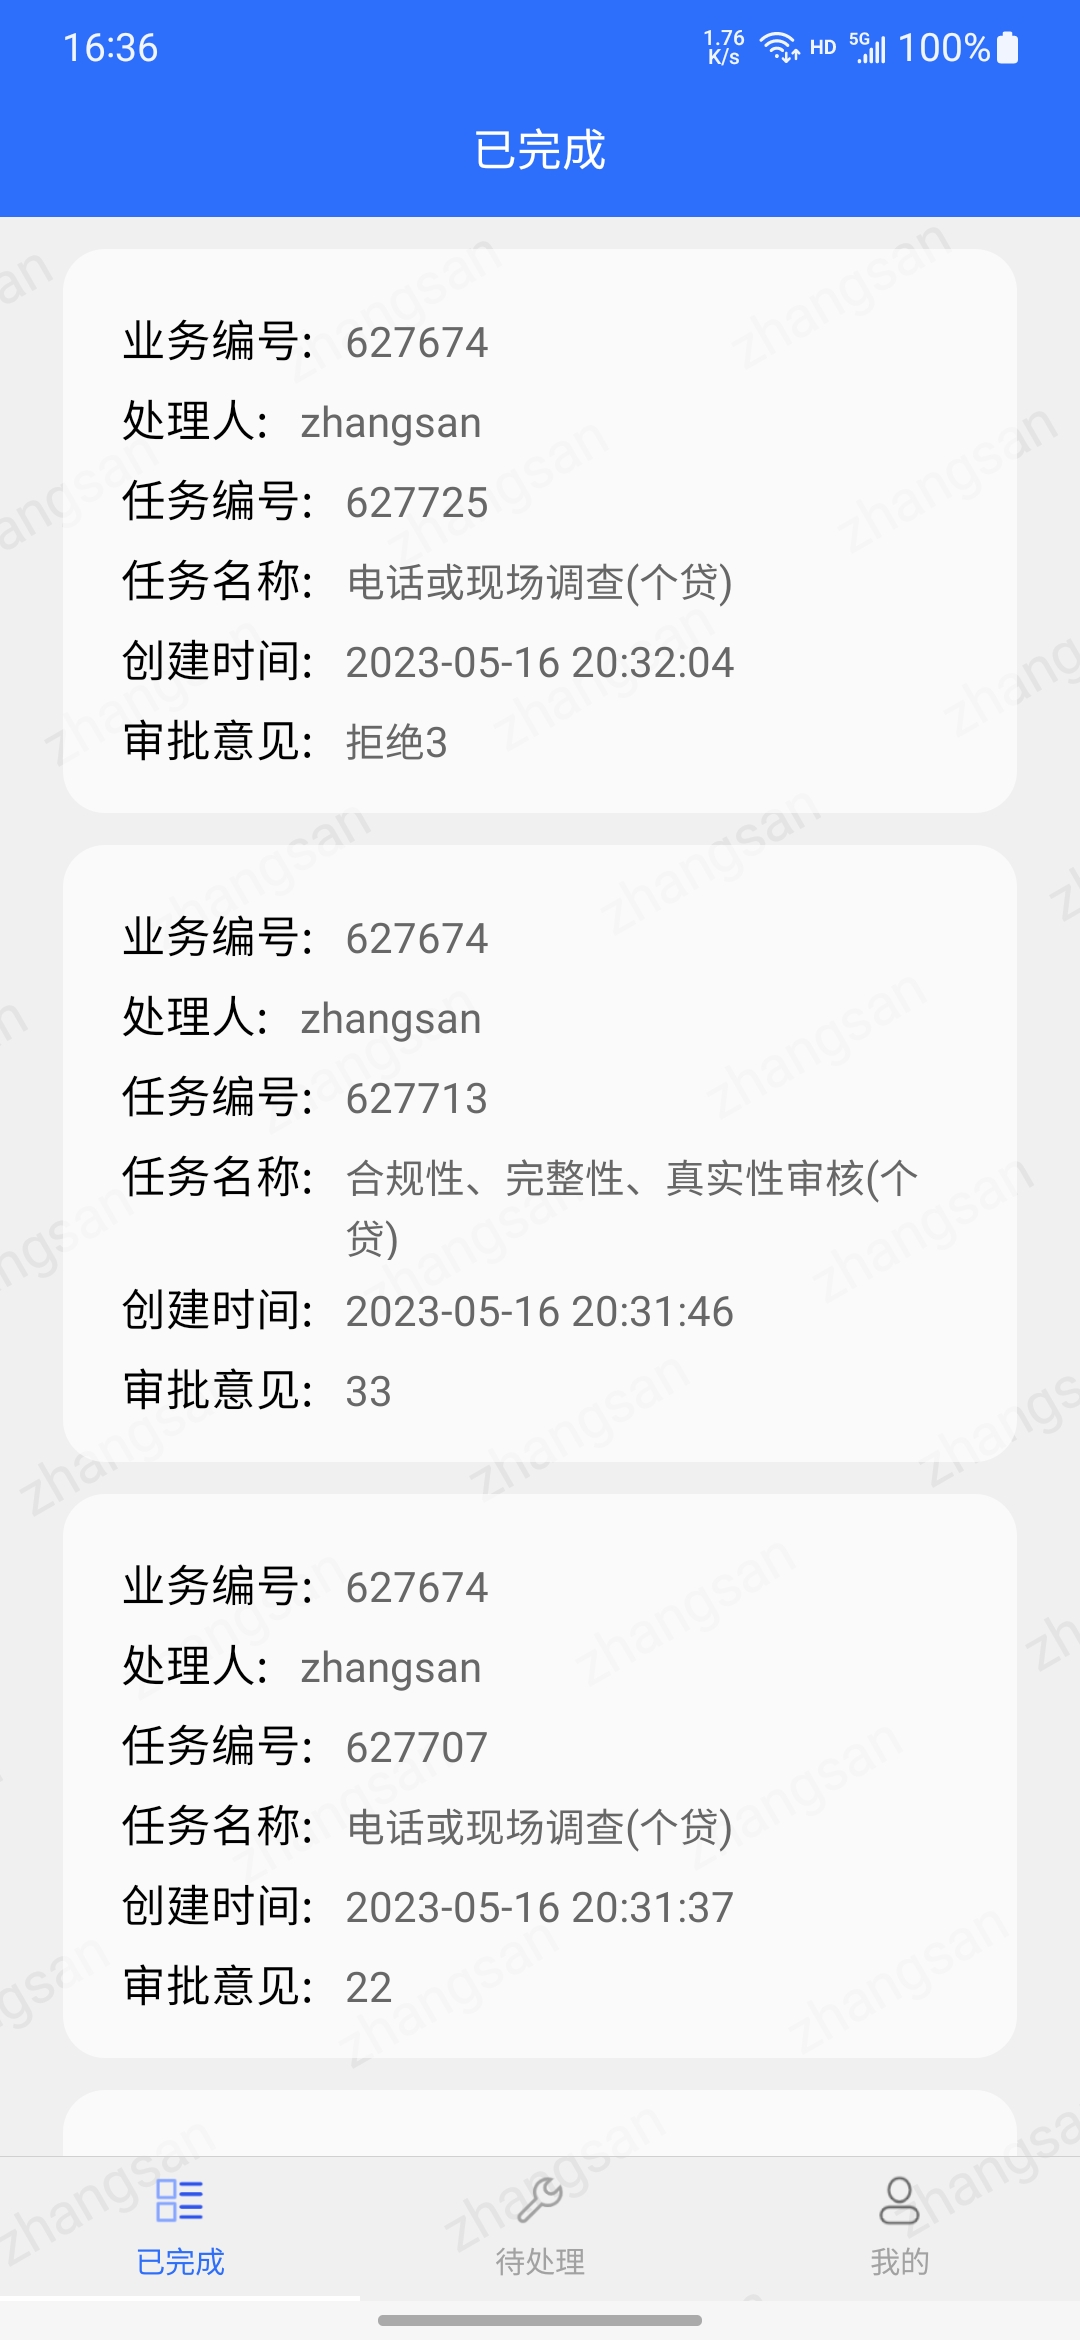 16:36
1.76 K/s HD 5G 100%
已完成
业务编号: 627674
处理人: zhangsan
任务编号: 627725
任务名称: 电话或现场调查(个贷)
创建时间: 2023-05-16 20:32:04
审批意见: 拒绝3
业务编号: 627674
处理人: zhangsan
任务编号: 627713
任务名称: 合规性、完整性、真实性审核(个
贷)
创建时间: 2023-05-16 20:31:46
审批意见: 33
业务编号: 627674
处理人: zhangsan
任务编号: 627707
任务名称: 电话或现场调查(个贷)
创建时间: 2023-05-16 20:31:37
审批意见: 22
已完成 待处理 我的
zhangsan